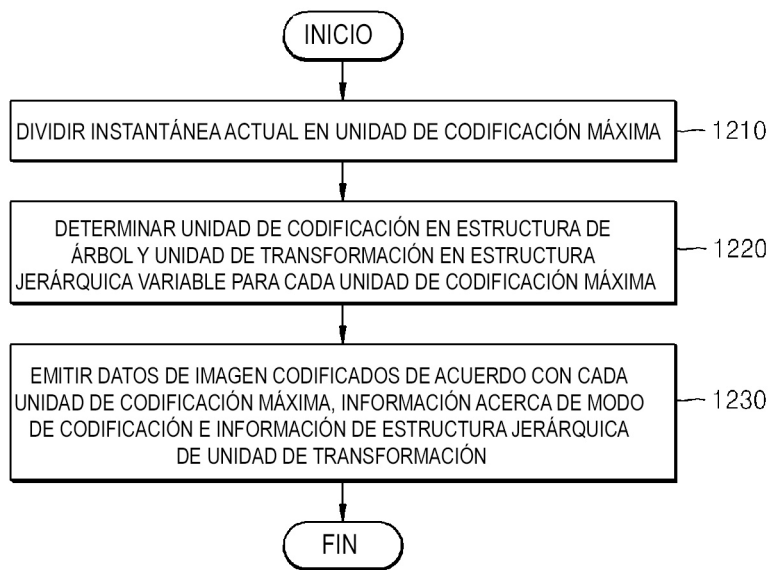 INICIO
DIVIDIR INSTANTÁNEA ACTUAL EN UNIDAD DE CODIFICACIÓN MÁXIMA
1210
DETERMINAR UNIDAD DE CODIFICACIÓN EN ESTRUCTURA DE
ÁRBOL Y UNIDAD DE TRANSFORMACIÓN EN ESTRUCTURA
JERÁRQUICA VARIABLE PARA CADA UNIDAD DE CODIFICACIÓN MÁXIMA
1220
EMITIR DATOS DE IMAGEN CODIFICADOS DE ACUERDO CON CADA
UNIDAD DE CODIFICACIÓN MÁXIMA, INFORMACIÓN ACERCA DE MODO
DE CODIFICACIÓN E INFORMACIÓN DE ESTRUCTURA JERÁRQUICA
DE UNIDAD DE TRANSFORMACIÓN
1230
FIN